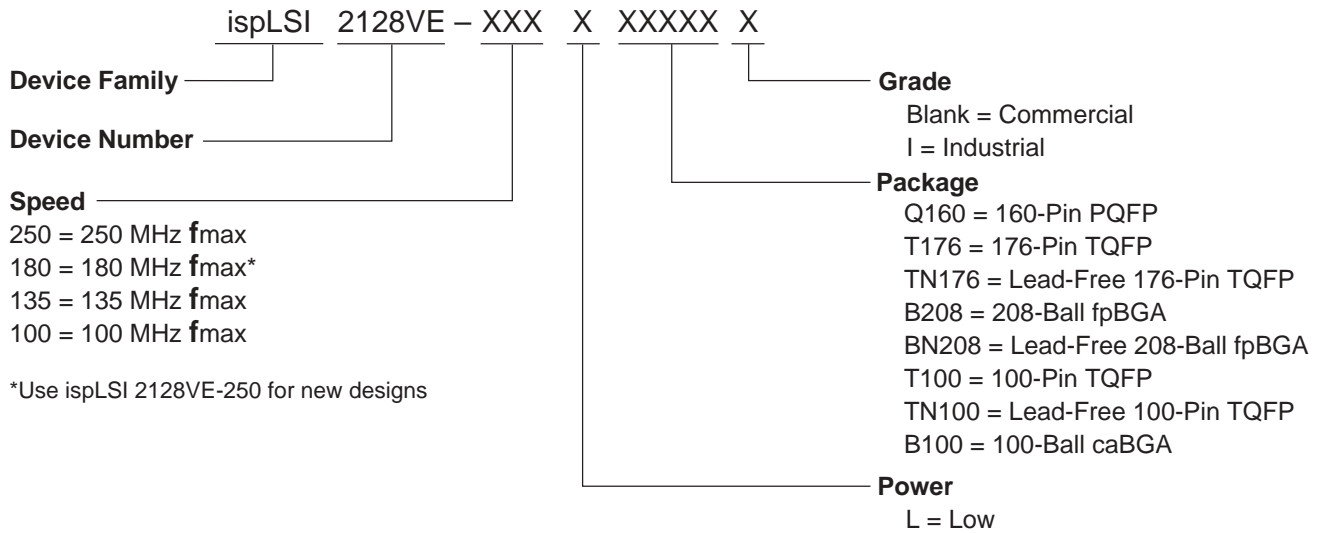 ispLSI 2128VE – XXX X XXXXX X
Device Family
Device Number
Speed
250 = 250 MHz fmax
180 = 180 MHz fmax*
135 = 135 MHz fmax
100 = 100 MHz fmax
*Use ispLSI 2128VE-250 for new designs
Grade
Blank = Commercial
I = Industrial
Package
Q160 = 160-Pin PQFP
T176 = 176-Pin TQFP
TN176 = Lead-Free 176-Pin TQFP
B208 = 208-Ball fpBGA
BN208 = Lead-Free 208-Ball fpBGA
T100 = 100-Pin TQFP
TN100 = Lead-Free 100-Pin TQFP
B100 = 100-Ball caBGA
Power
L = Low